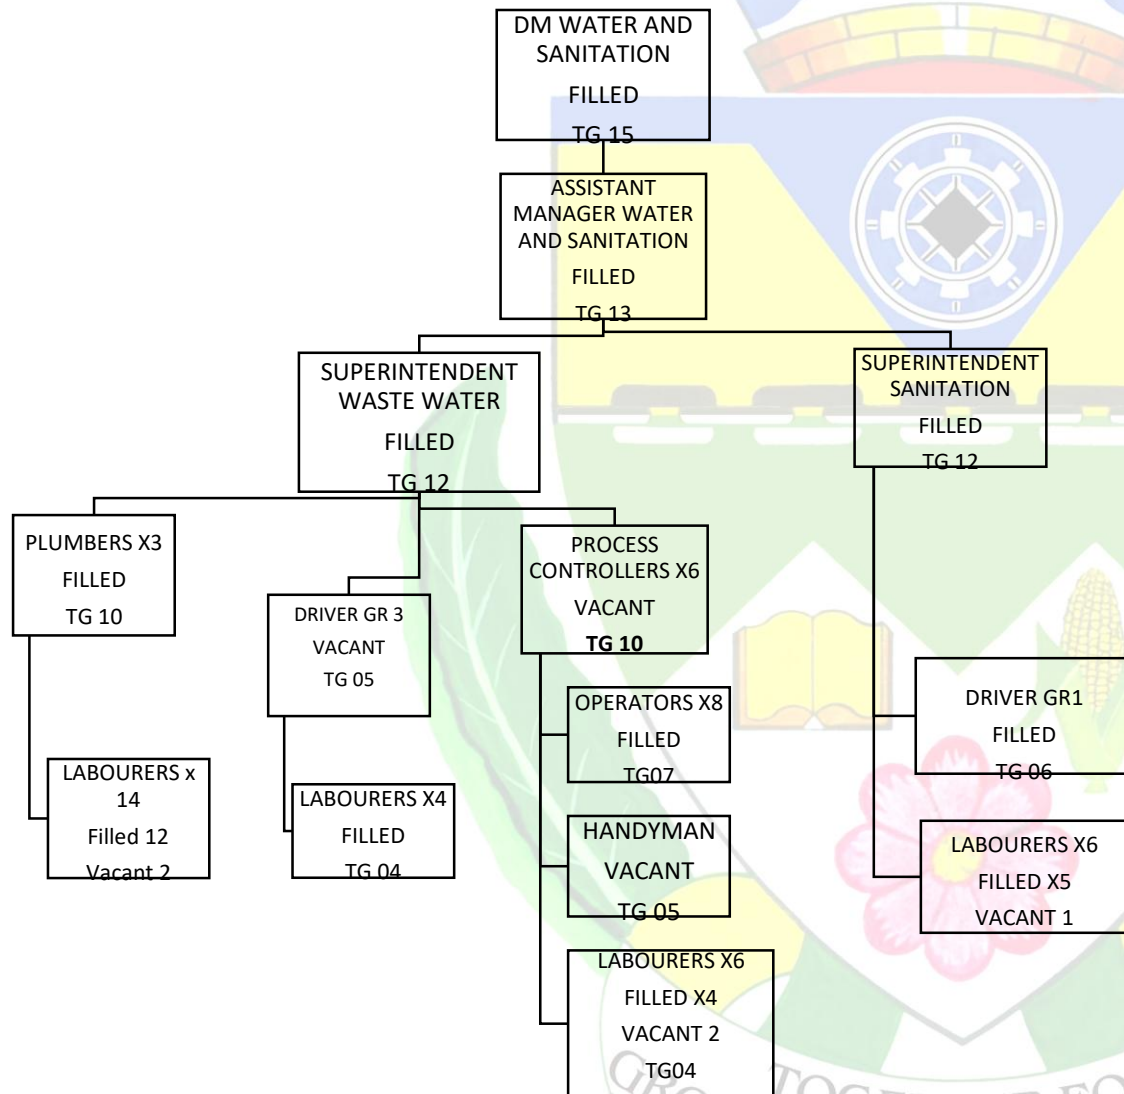 DM WATER AND
SANITATION
FILLED
TG 15
ASSISTANT
MANAGER WATER
AND SANITATION
FILLED
TG 13
SUPERINTENDENT
WASTE WATER
FILLED
TG 12
SUPERINTENDENT
SANITATION
FILLED
TG 12
PLUMBERS X3
FILLED
TG 10
DRIVER GR 3
VACANT
TG 05
PROCESS
CONTROLLERS X6
VACANT
TG 10
LABOURERS x
14
Filled 12
Vacant 2
LABOURERS X4
FILLED
TG 04
OPERATORS X8
FILLED
TG07
HANDYMAN
VACANT
TG 05
LABOURERS X6
FILLED X4
VACANT 2
TG04
DRIVER GR1
FILLED
TG 06
LABOURERS X6
FILLED X5
VACANT 1